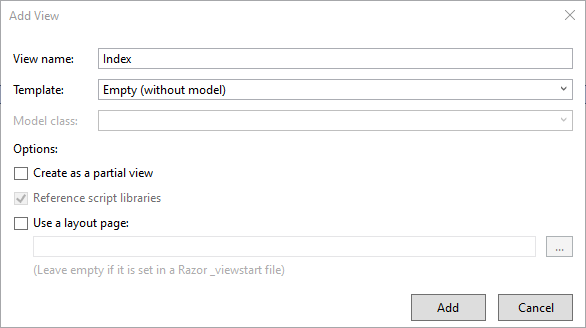 Add View
View name: Index
Template: Empty (without model)
Model class:
Options:
Create as a partial view
Reference script libraries
Use a layout page:
...
(Leave empty if it is set in a Razor _viewstart file)
Add Cancel